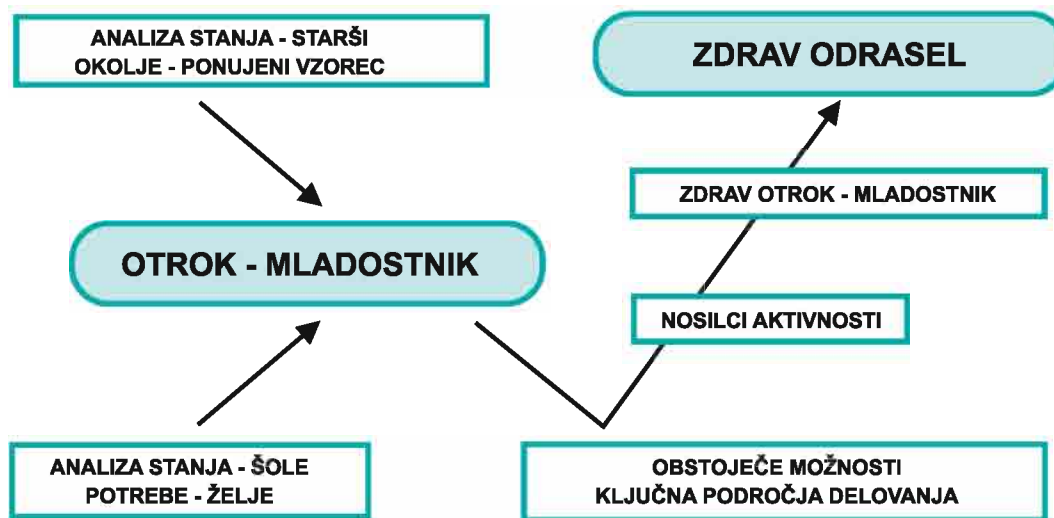 ANALIZA STANJA - STARŠI
OKOLJE - PONUJENI VZOREC
ZDRAV ODRASEL
ZDRAV OTROK - MLADOSTNIK
OTROK - MLADOSTNIK
NOSILCI AKTIVNOSTI
ANALIZA STANJA - ŠOLE
POTREBE - ŽELJE
OBSTOJEČE MOŽNOSTI
KLJUČNA PODROČJA DELOVANJA